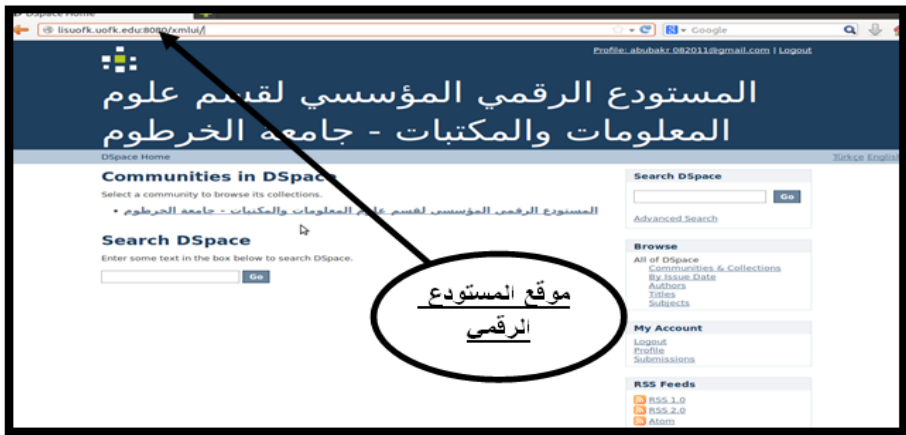 DSpace Home
lisuofk.uofk.edu:8080/xmlui/
Google
Profile: abubakr.082011@gmail.com | Logout
المستودع الرقمي المؤسسي لقسم علوم
المعلومات والمكتبات - جامعة الخرطوم
DSpace Home
Türkçe English
Communities in DSpace
Select a community to browse its collections.
المستودع الرقمي المؤسسي لقسم علوم المعلومات والمكتبات - جامعة الخرطوم
Search DSpace
Enter some text in the box below to search DSpace.
Go
موقع المستودع
الرقمي
Search DSpace
Go
Advanced Search
Browse
All of DSpace
Communities & Collections
By Issue Date
Authors
Titles
Subjects
My Account
Logout
Profile
Submissions
RSS Feeds
RSS 1.0
RSS 2.0
Atom